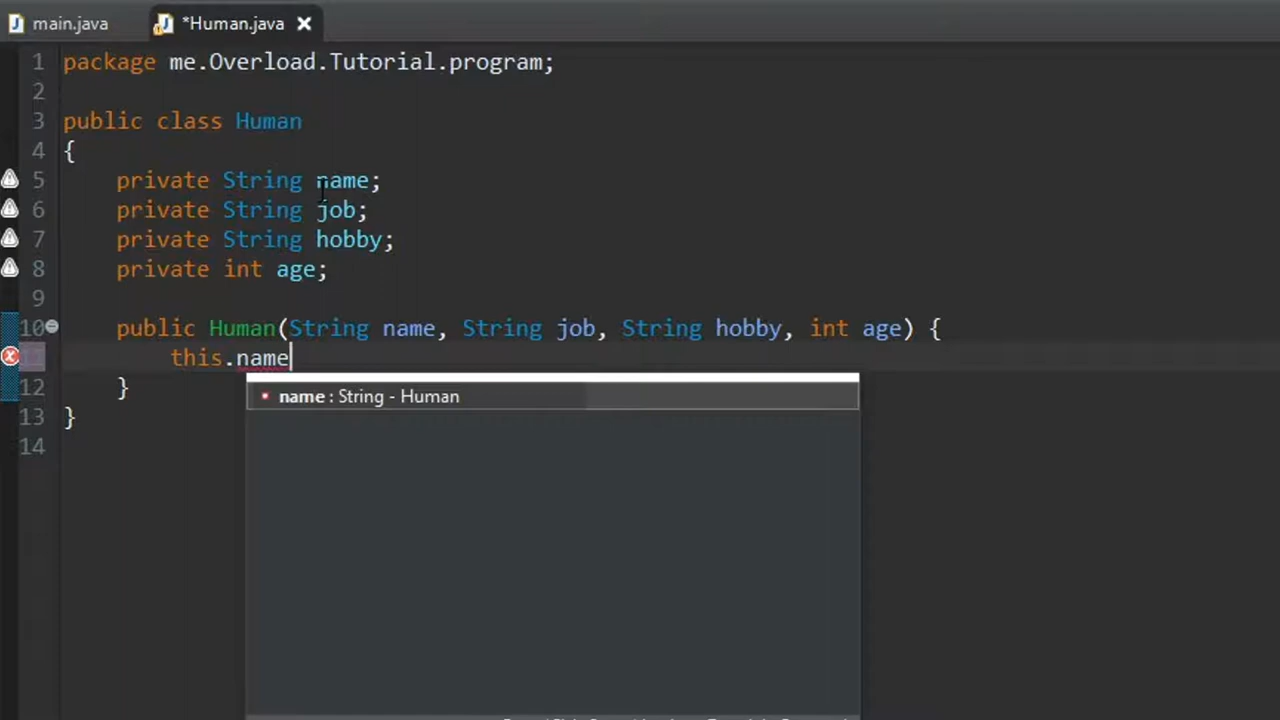 main.java *Human.java
1 package me.Overload.Tutorial.program;
2
3 public class Human
4 {
5 private String name;
6 private String job;
7 private String hobby;
8 private int age;
9
10 public Human(String name, String job, String hobby, int age) {
this.name
name : String - Human
12 }
13 }
14